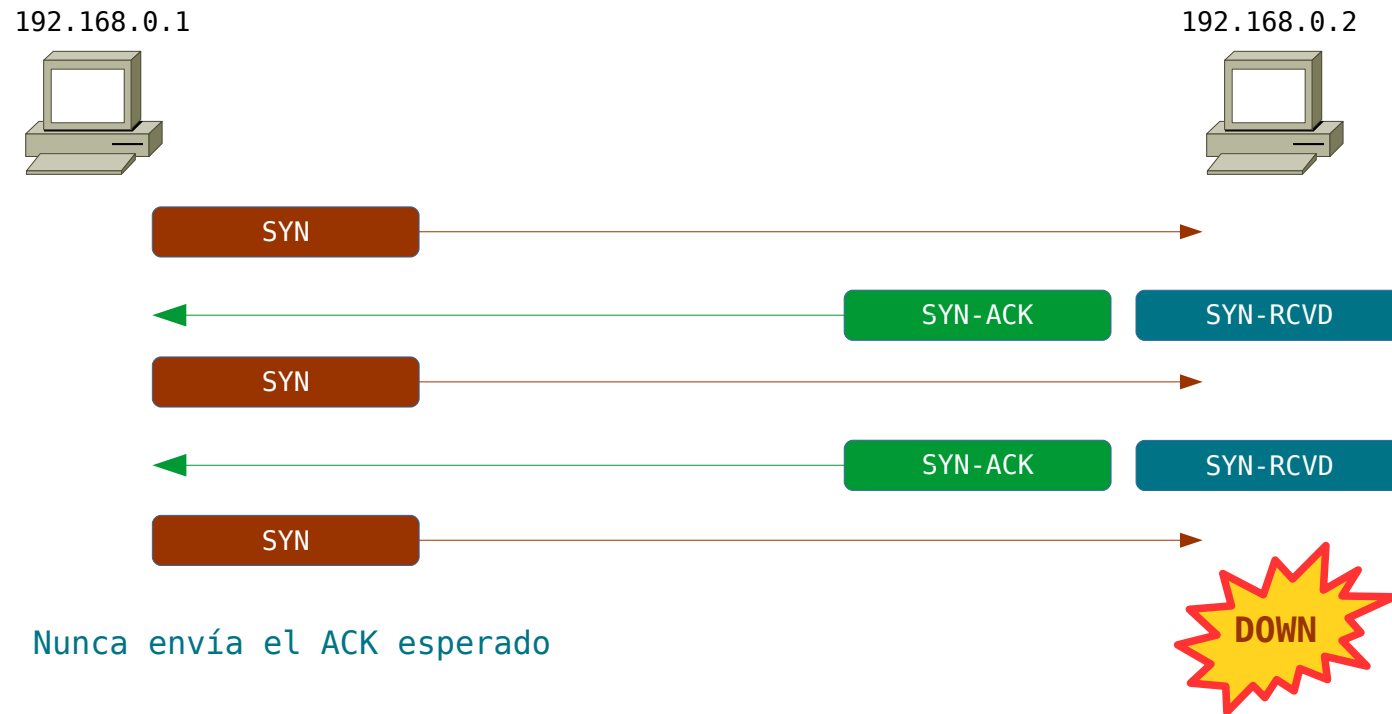 192.168.0.1
192.168.0.2
SYN
SYN-ACK
SYN-RCVD
SYN
SYN-ACK
SYN-RCVD
SYN
DOWN
Nunca envía el ACK esperado